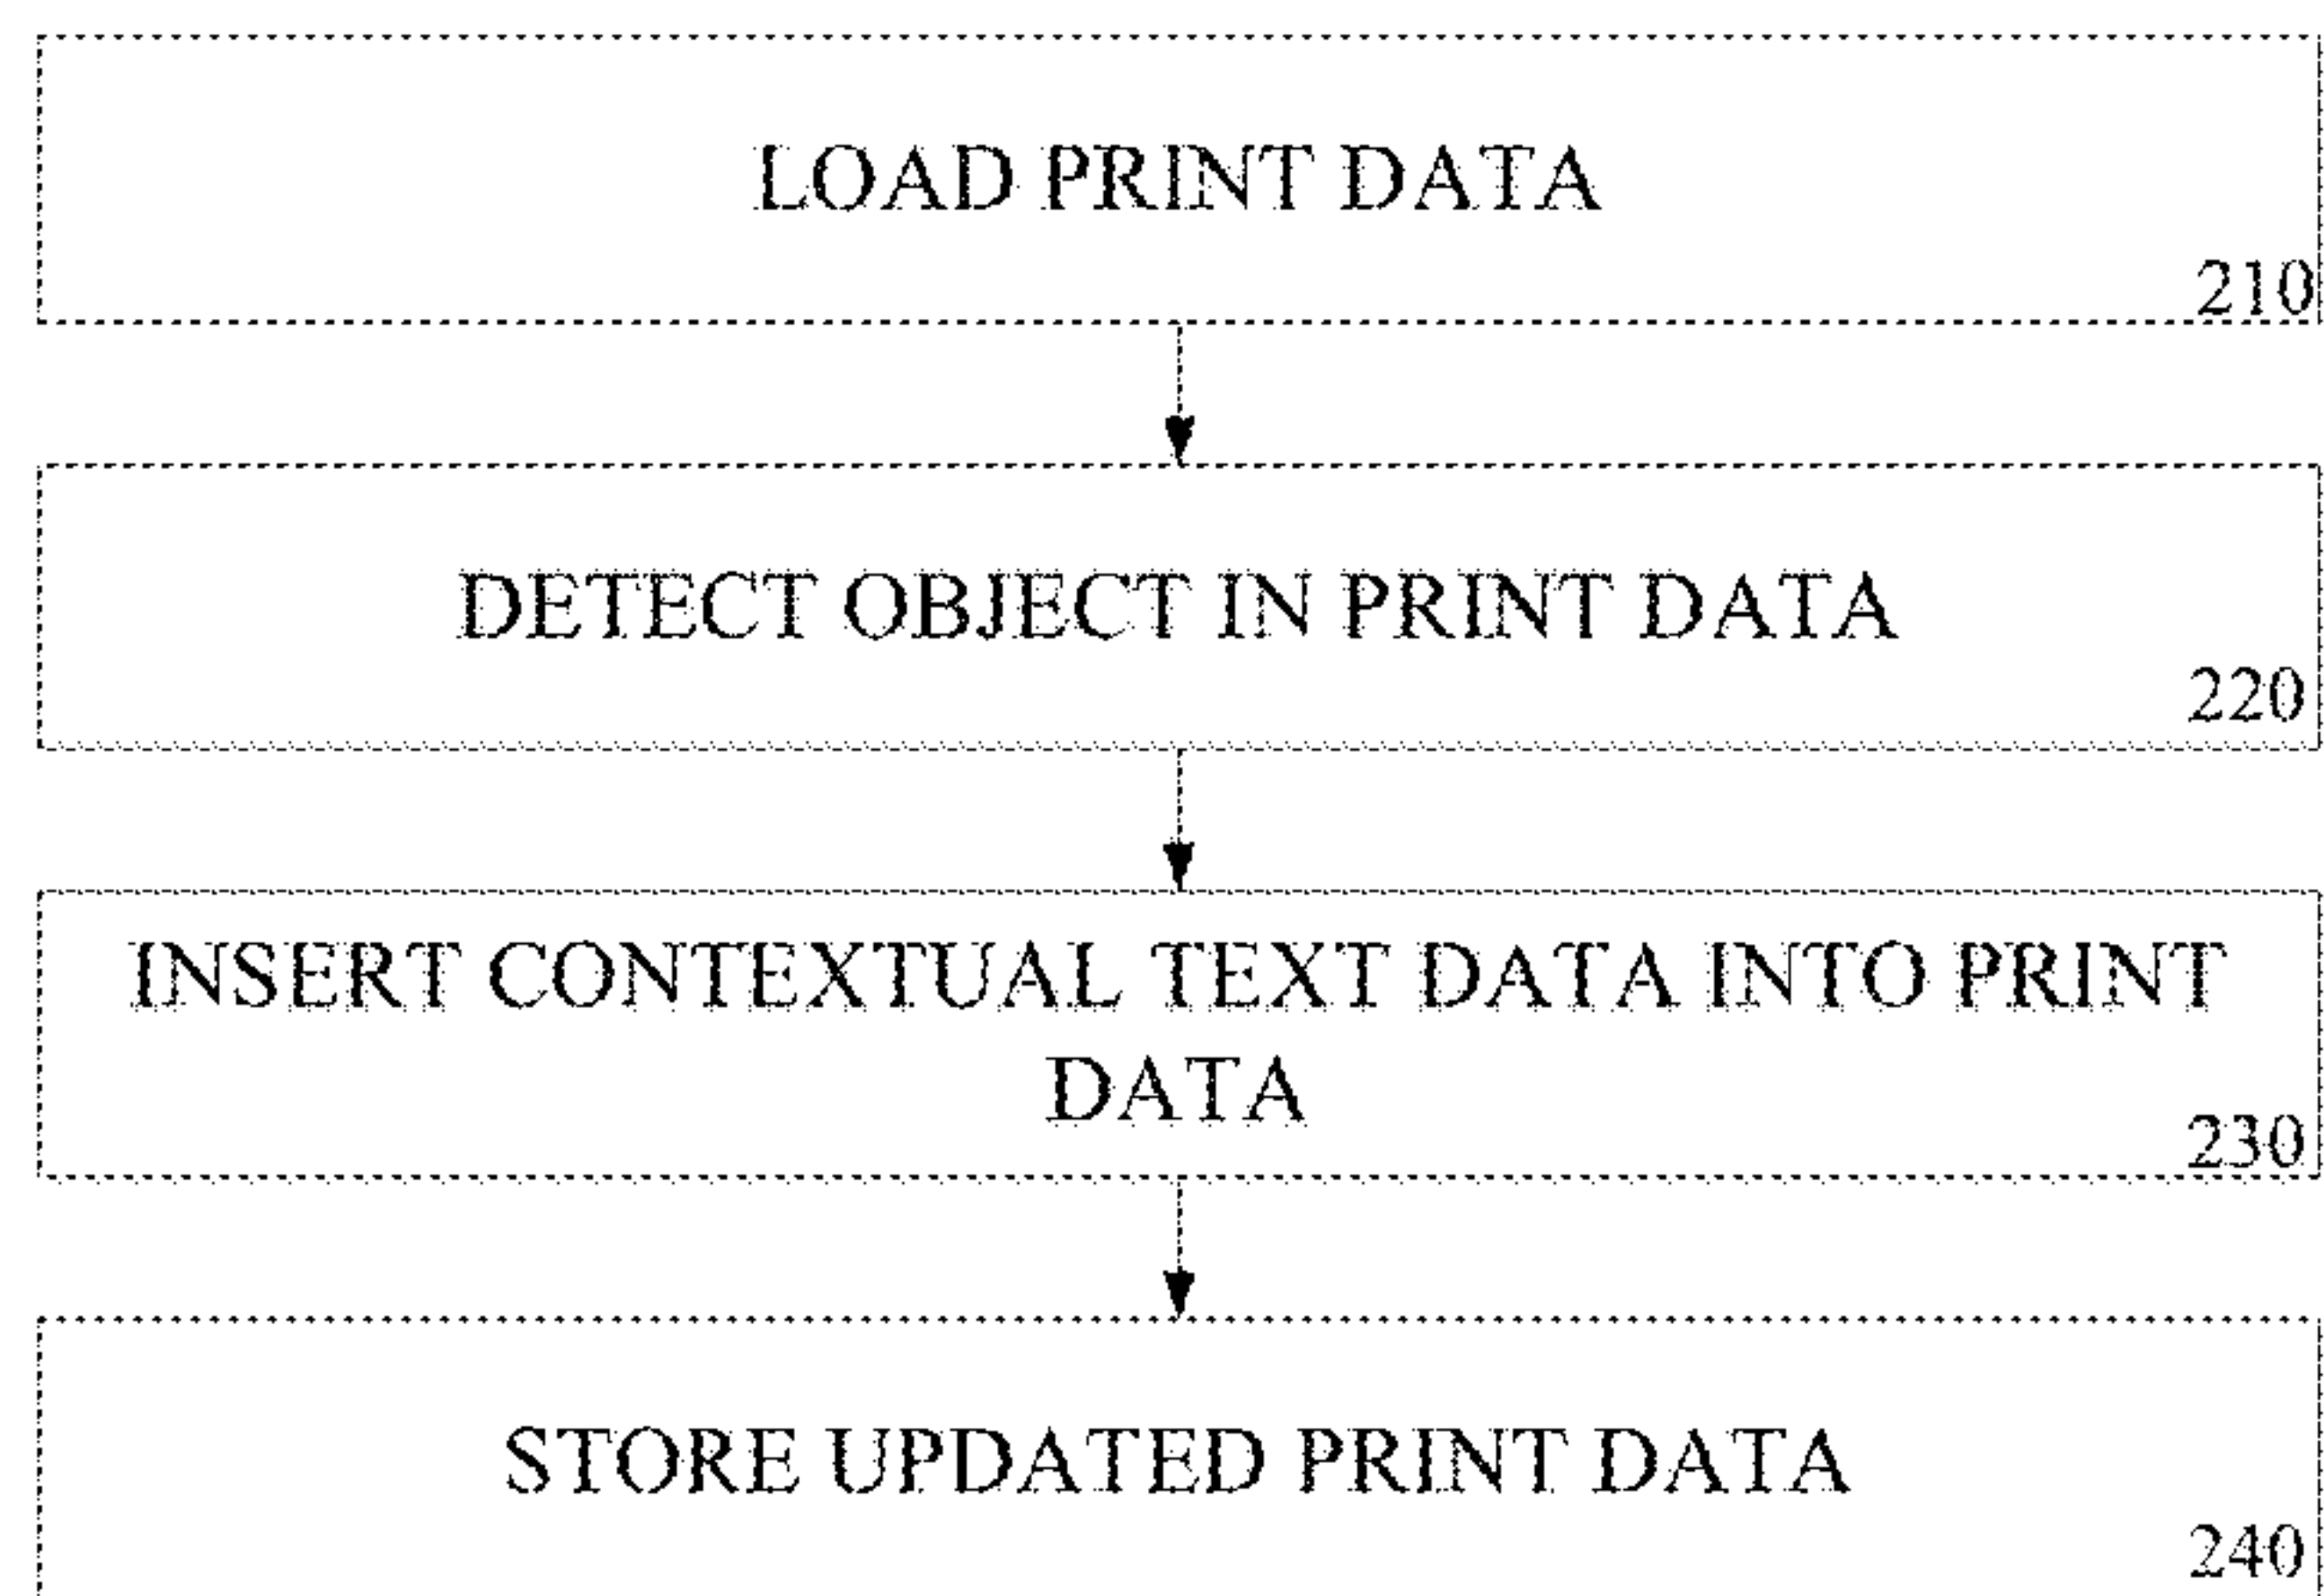 LOAD PRINT DATA
210
DETECT OBJECT IN PRINT DATA
220
INSERT CONTEXTUAL TEXT DATA INTO PRINT
DATA
230
STORE UPDATED PRINT DATA
240